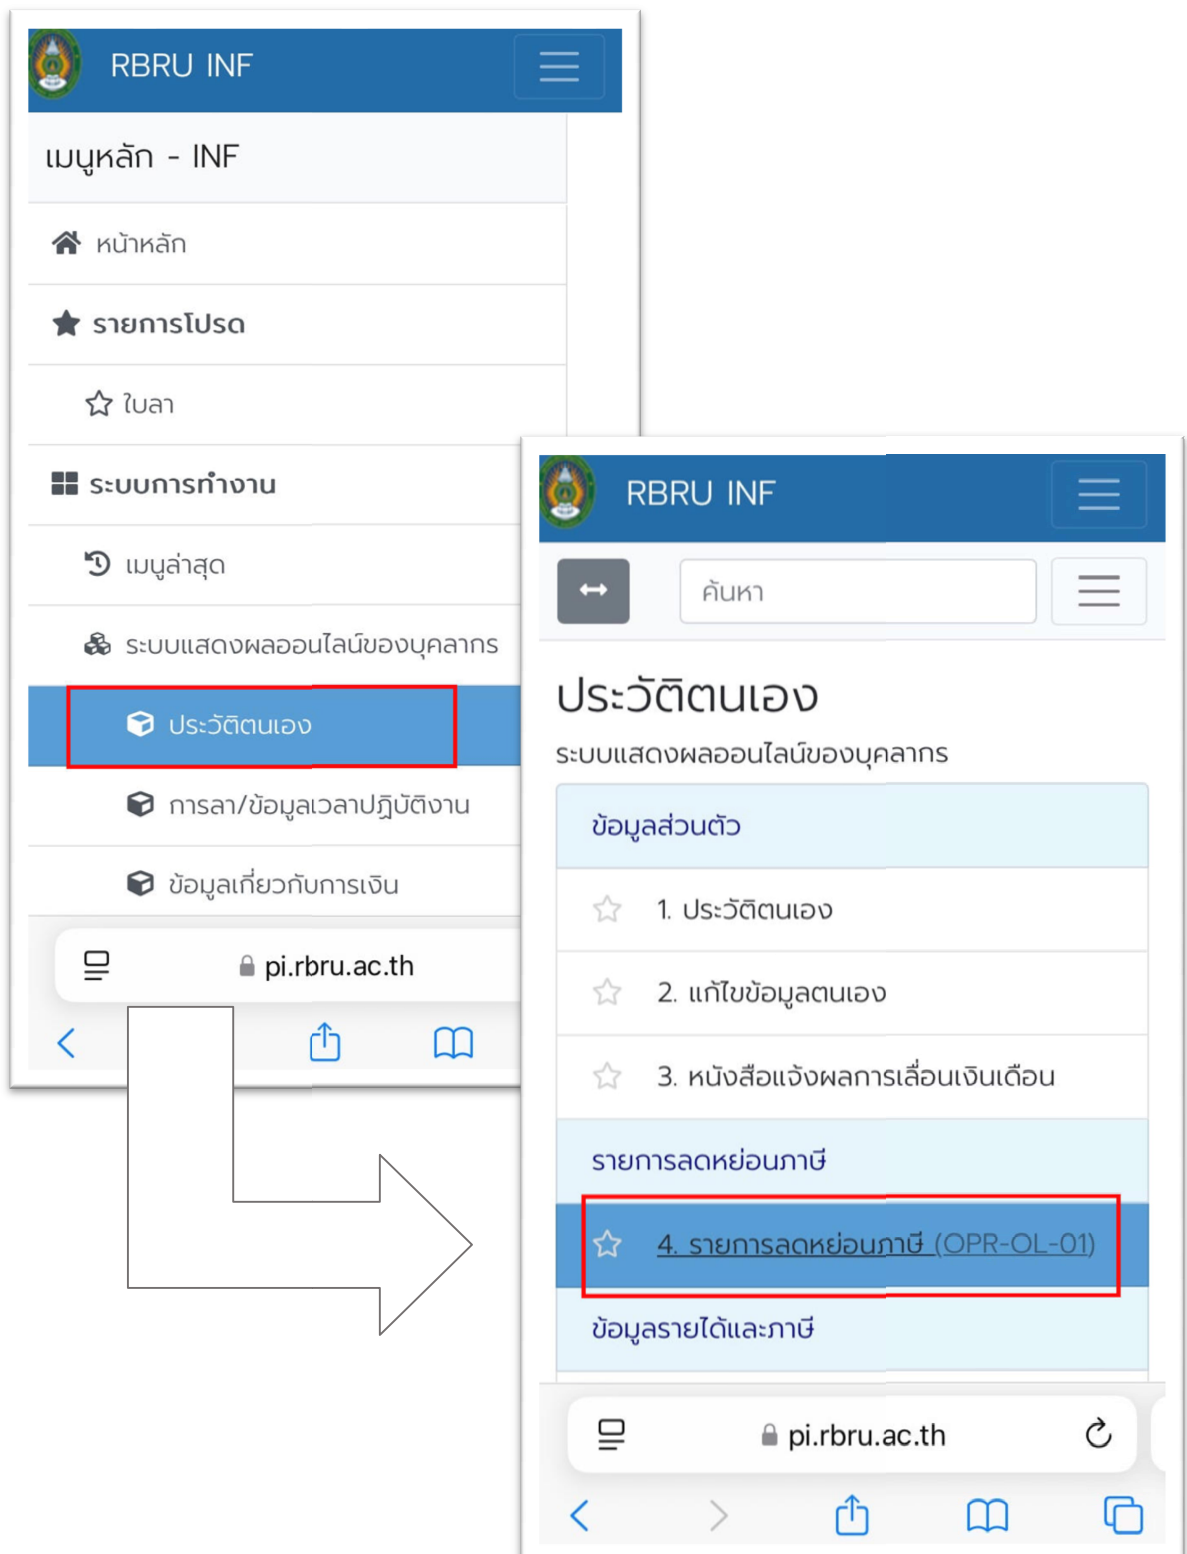 RBRU INF
เมนูหลัก - INF
หน้าหลัก
รายการโปรด
ใบลา
ระบบการทำงาน
เมนูล่าสุด
ระบบแสดงผลออนไลน์ของบุคลากร
ประวัติตนเอง
การลา/ข้อมูลเวลาปฏิบัติงาน
ข้อมูลเกี่ยวกับการเงิน
pi.rbru.ac.th
RBRU INF
ค้นหา
ประวัติตนเอง
ระบบแสดงผลออนไลน์ของบุคลากร
ข้อมูลส่วนตัว
1. ประวัติตนเอง
2. แก้ไขข้อมูลตนเอง
3. หนังสือแจ้งผลการเลื่อนเงินเดือน
รายการลดหย่อนภาษี
4. รายการลดหย่อนภาษี (OPR-OL-01)
ข้อมูลรายได้และภาษี
pi.rbru.ac.th